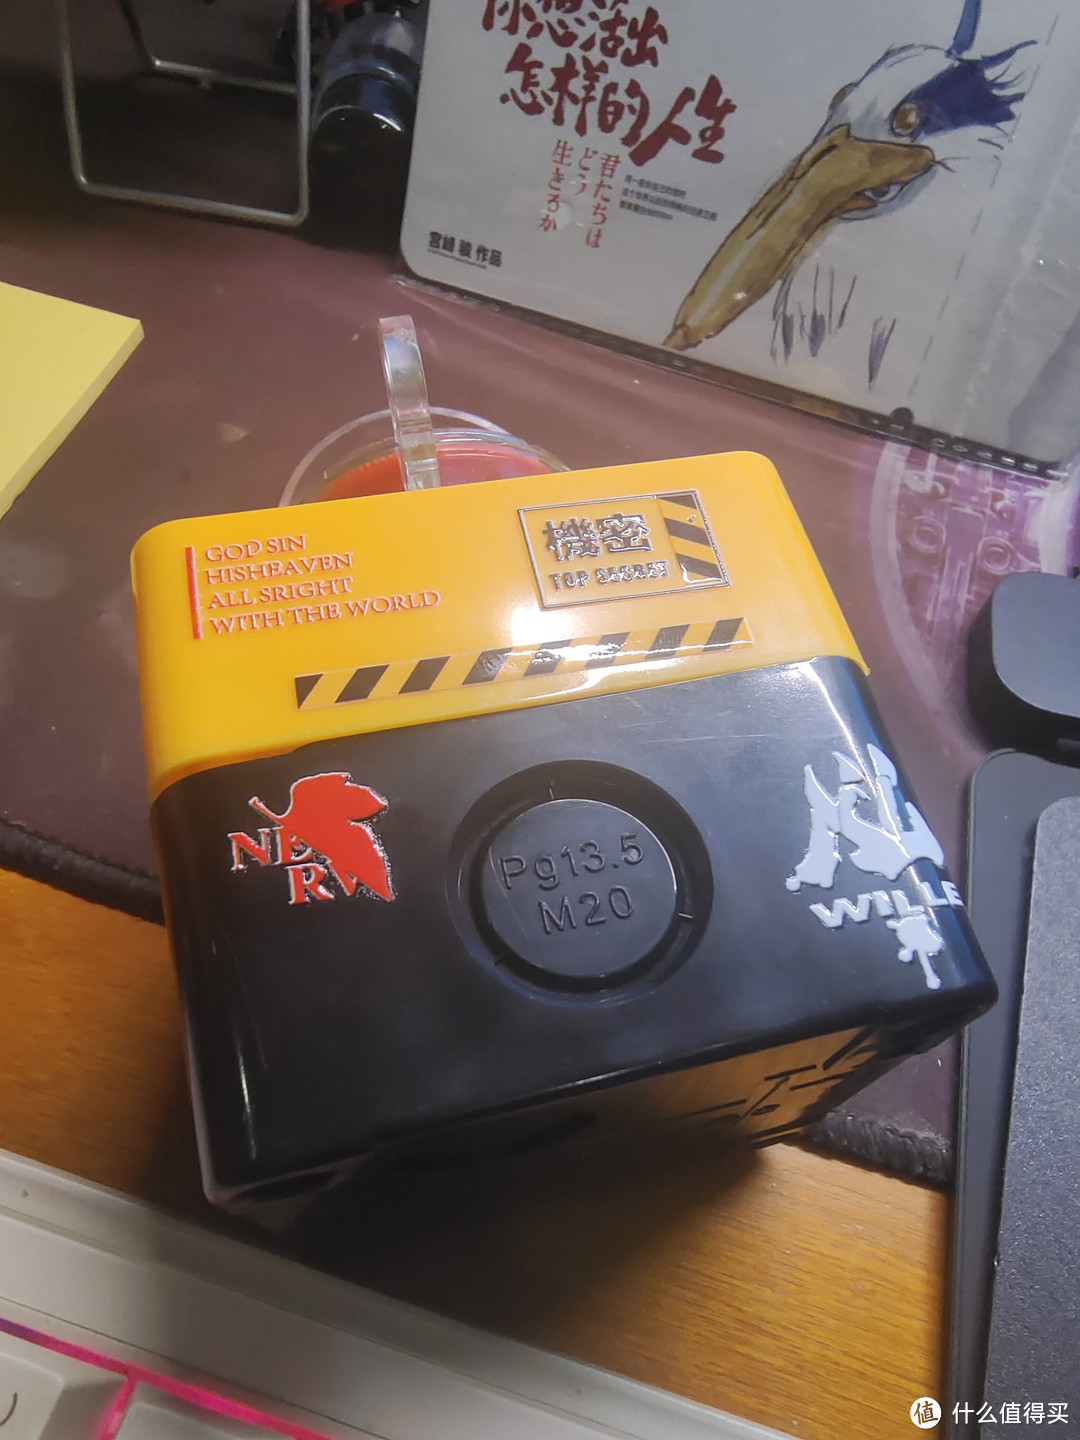 你想活出
怎样的人生
君たちは
どう
生きるか
宮崎 骏 作品
GOD SIN
HISHEAVEN
ALL SRIGHT
WITH THE WORLD
機密
TOP SECRET
NERV
Pg13.5
M20
WILLE
值 什么值得买